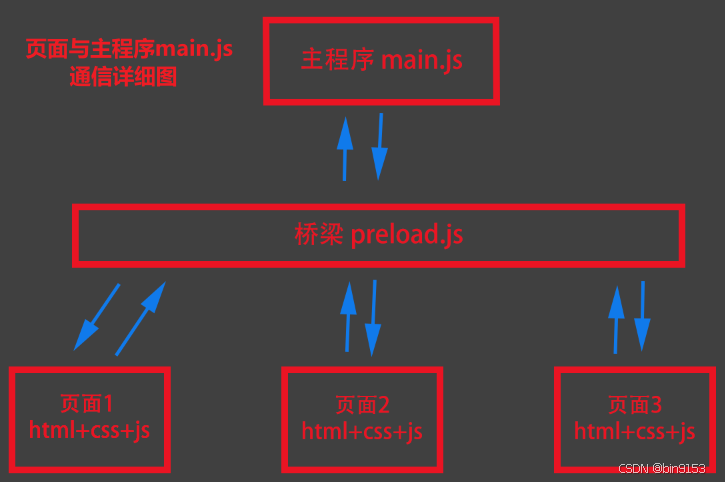 页面与主程序main.js
通信详细图
主程序 main.js
桥梁 preload.js
页面1
html+css+js
页面2
html+css+js
页面3
html+css+js
CSDN @bin9153